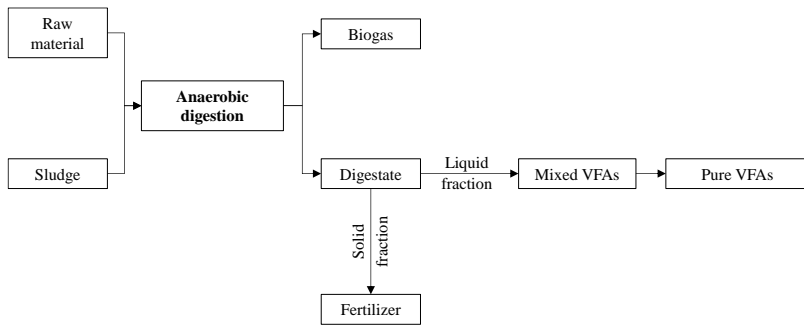 Raw
material
Biogas
Anaerobic
digestion
Sludge
Digestate
Liquid
fraction
Mixed VFAs
Pure VFAs
Solid
fraction
Fertilizer